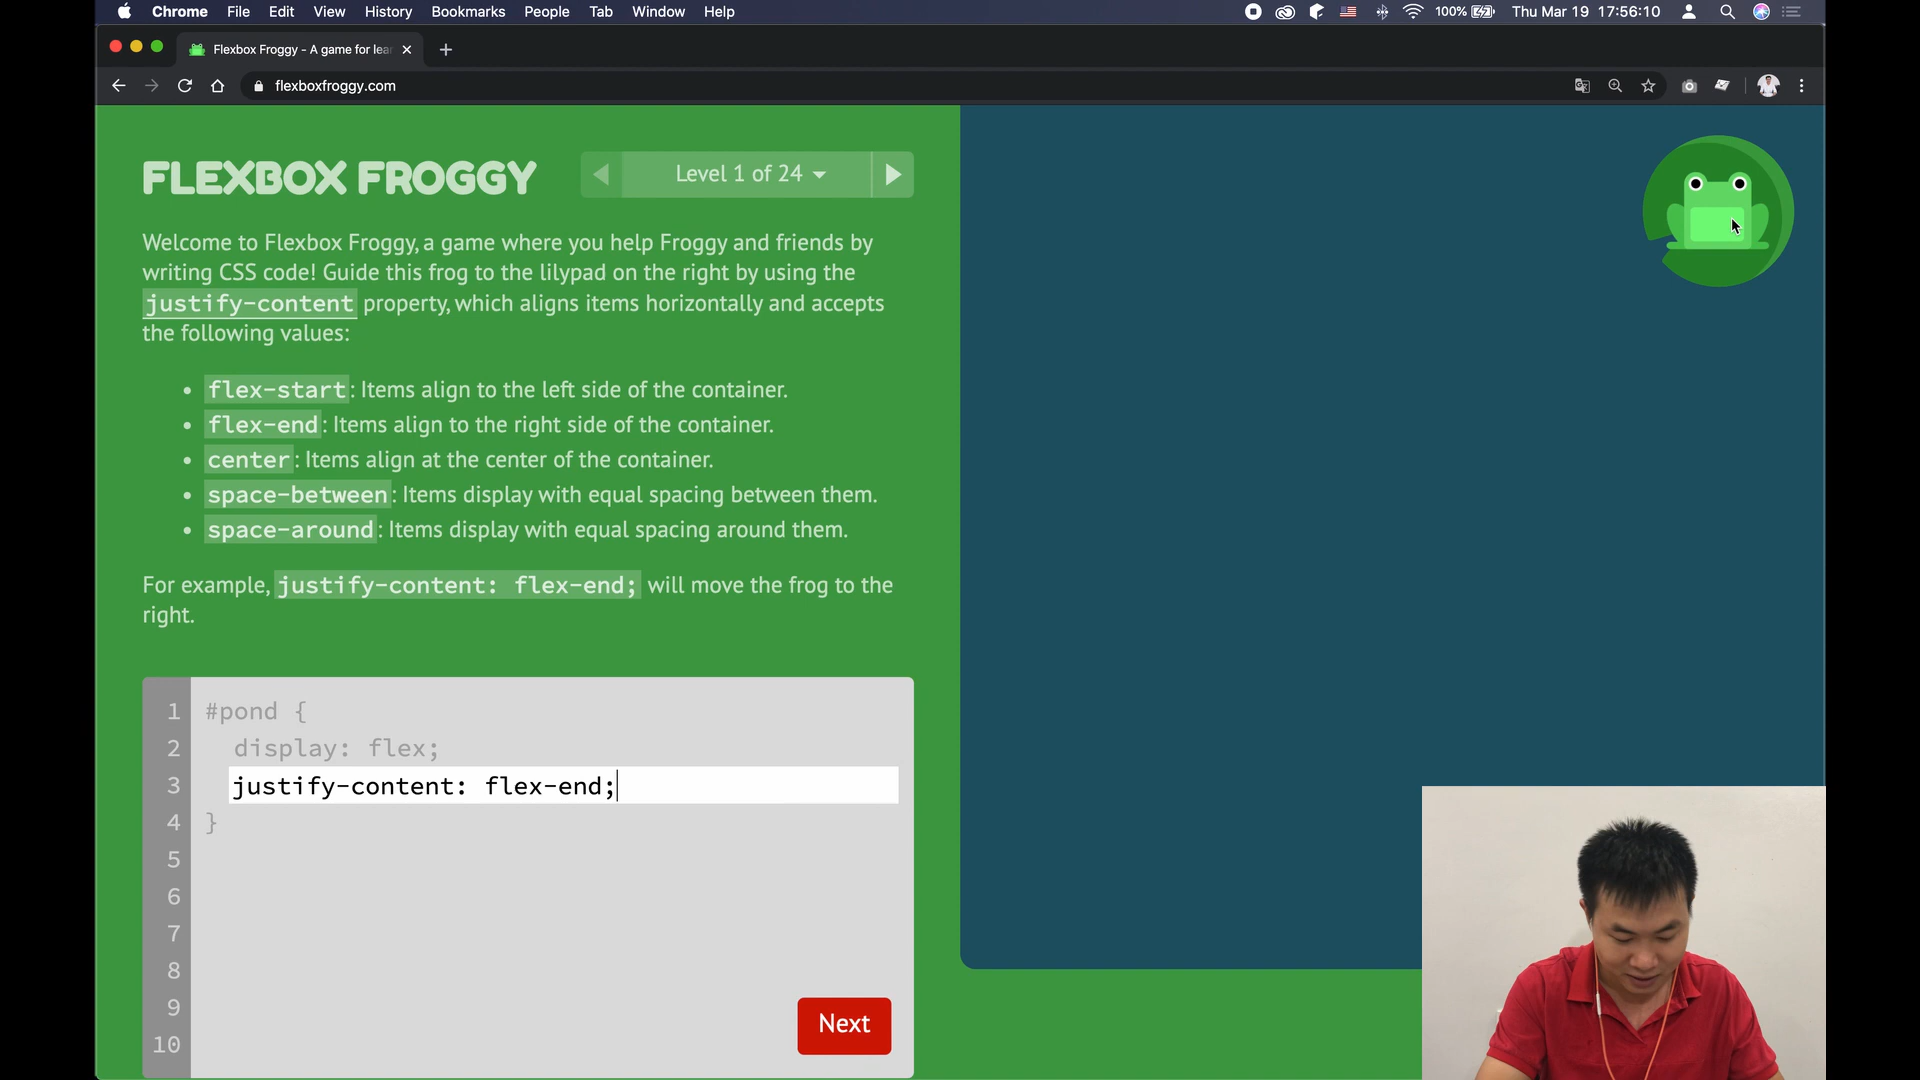 Chrome File Edit View History Bookmarks People Tab Window Help 100% Thu Mar 19 17:56:10
Flexbox Froggy - A game for lea
flexboxfroggy.com
FLEXBOX FROGGY
Level 1 of 24
Welcome to Flexbox Froggy, a game where you help Froggy and friends by
writing CSS code! Guide this frog to the lilypad on the right by using the
justify-content property, which aligns items horizontally and accepts
the following values:
• flex-start: Items align to the left side of the container.
• flex-end: Items align to the right side of the container.
• center: Items align at the center of the container.
• space-between: Items display with equal spacing between them.
• space-around: Items display with equal spacing around them.
For example, justify-content: flex-end; will move the frog to the
right.
1 #pond {
2 display: flex;
3 justify-content: flex-end;
4 }
5
6
7
8
9
10
Next